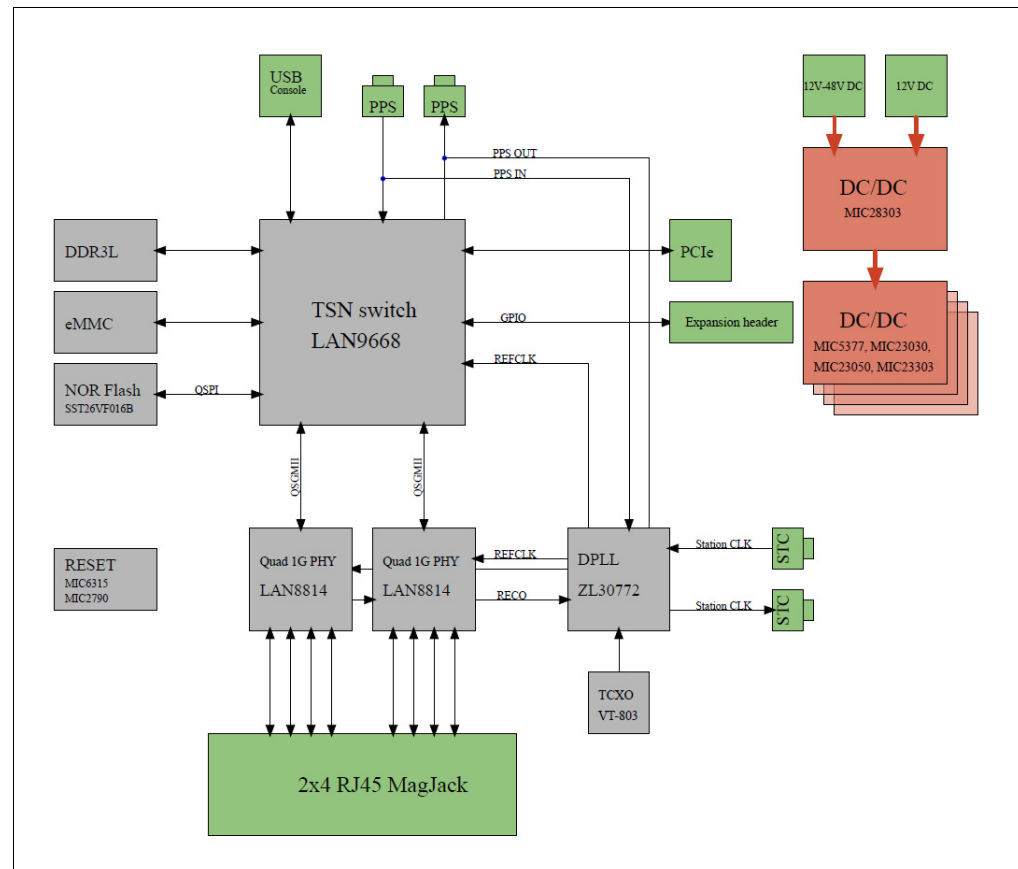 USB
Console
PPS
PPS
12V-48V DC
12V DC
PPS OUT
PPS IN
DC/DC
MIC28303
DDR3L
TSN switch
LAN9668
PCIe
eMMC
GPIO
Expansion header
DC/DC
MIC5377, MIC23030,
MIC23050, MIC23303
REFCLK
NOR Flash
SST26VF016B
QSPI
QSGMII
QSGMII
RESET
MIC6315
MIC2790
Quad 1G PHY
LAN8814
Quad 1G PHY
LAN8814
REFCLK
RECO
DPLL
ZL30772
Station CLK
STC
Station CLK
STC
TCXO
VT-803
2x4 RJ45 MagJack